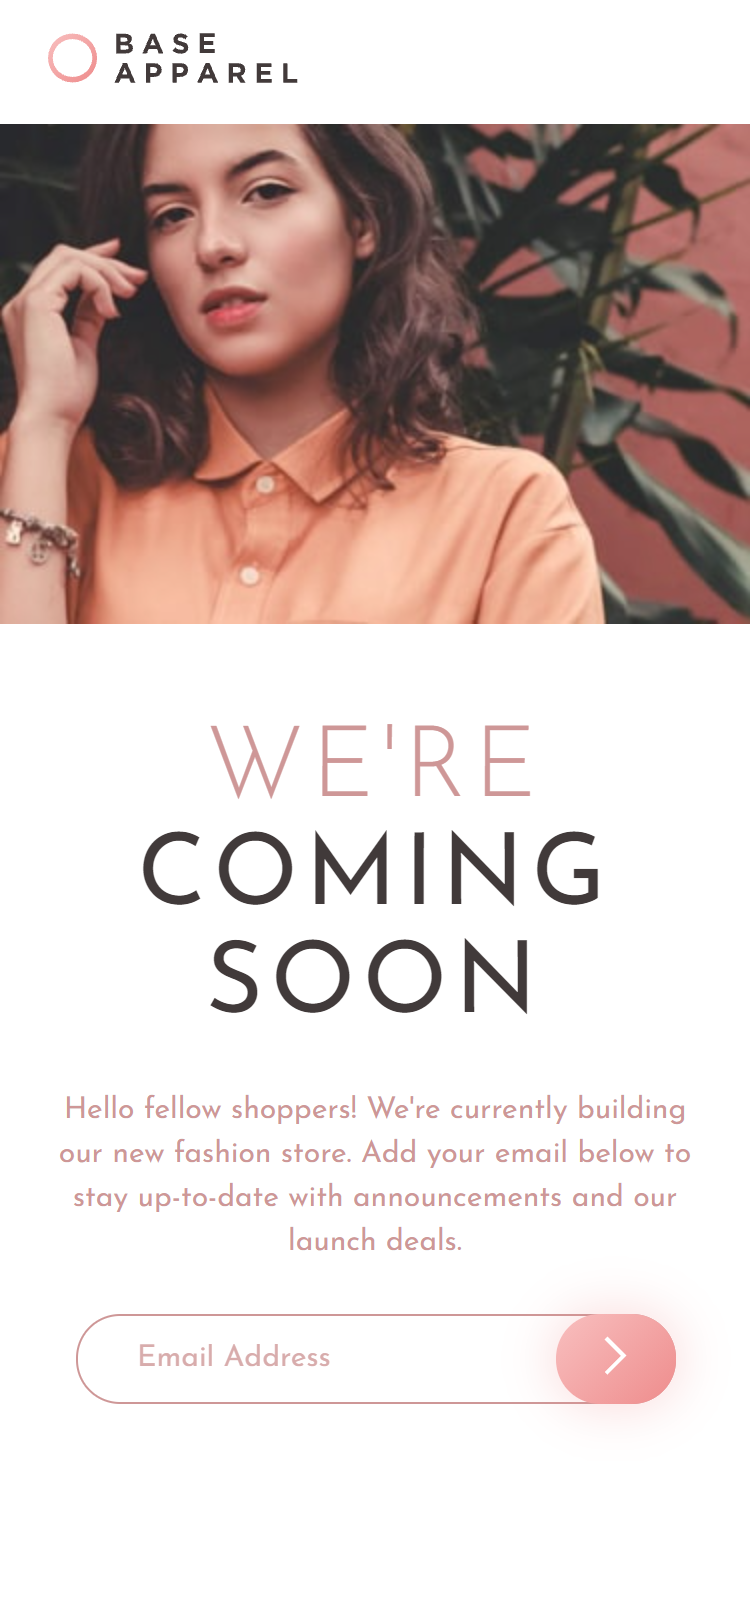 BASE
APPAREL
WE'RE
COMING
SOON
Hello fellow shoppers! We're currently building
our new fashion store. Add your email below to
stay up-to-date with announcements and our
launch deals.
Email Address